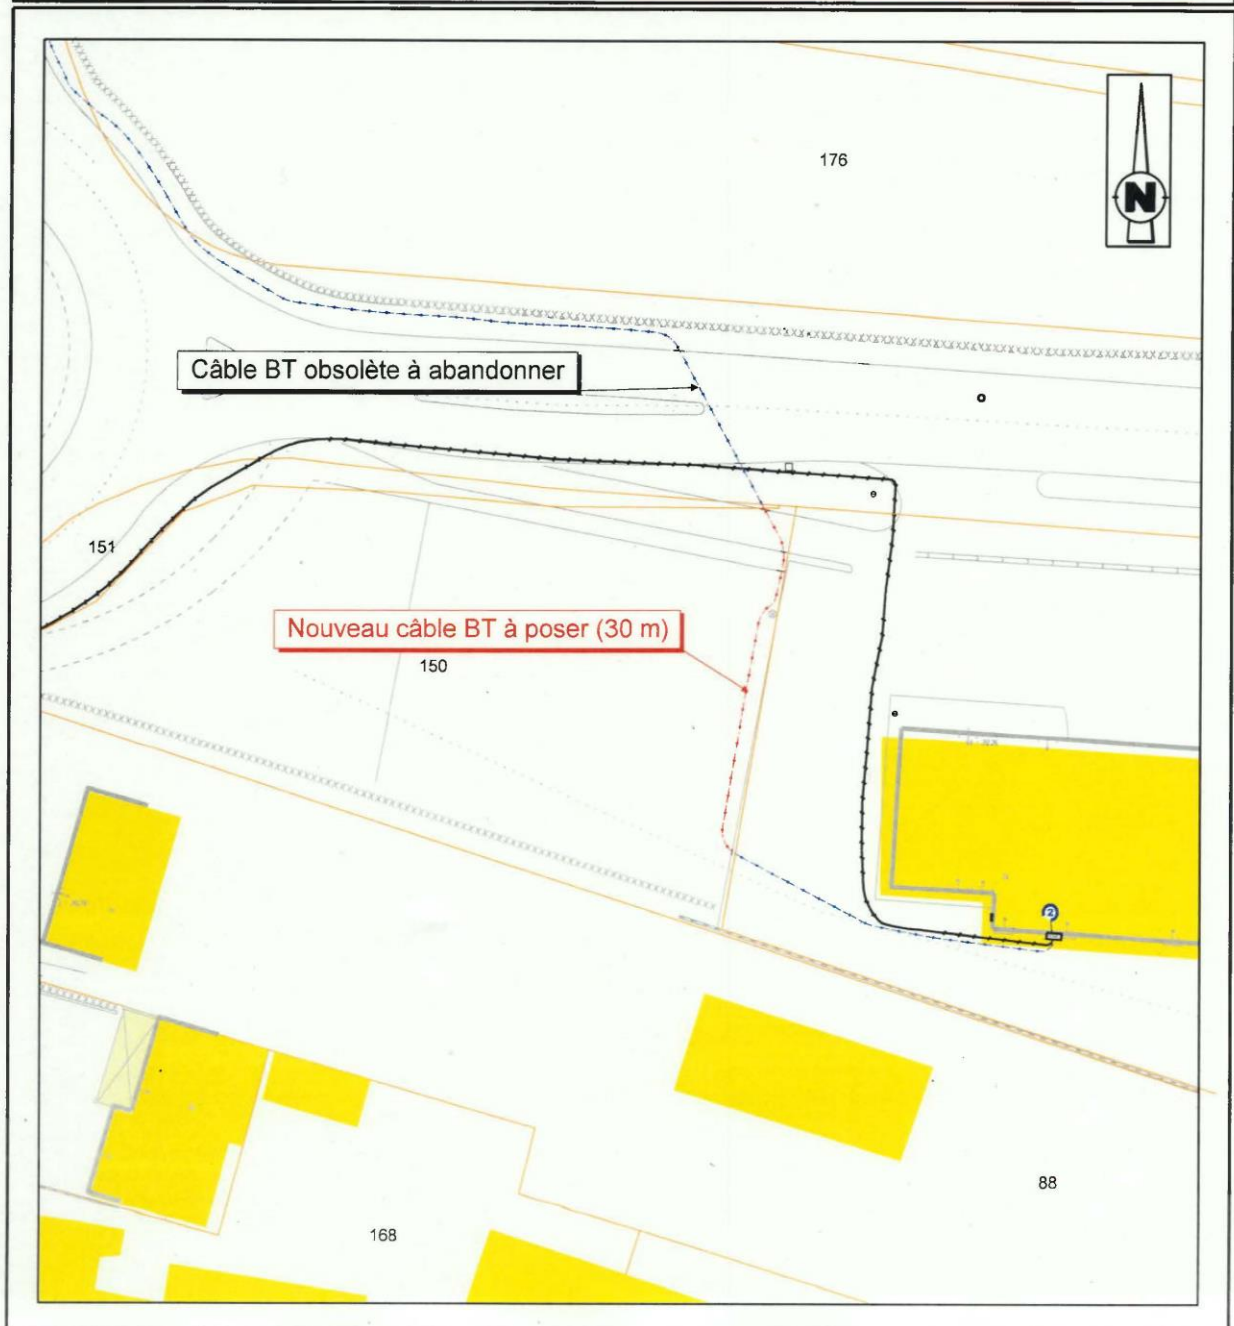 176
N
Câble BT obsolète à abandonner
151
Nouveau câble BT à poser (30 m)
150
88
168